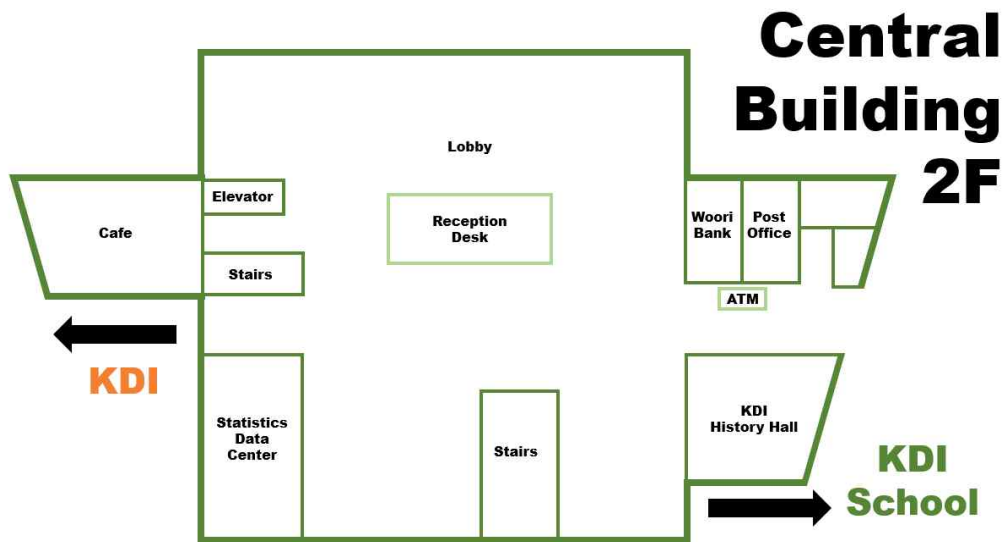 Central
Building
2F
Lobby
Elevator
Cafe
Reception
Desk
Woori
Bank
Post
Office
Stairs
ATM
KDI
Statistics
Data
Center
Stairs
KDI
History Hall
KDI
School